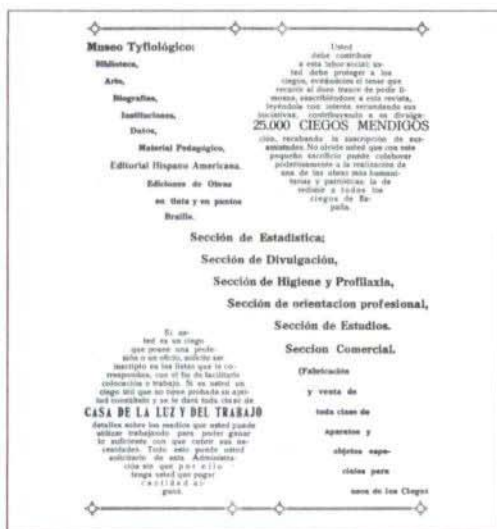 Museo Tyflológico:
Biblioteca,
Arte,
Biografías,
Instituciones,
Datos,
Material Pedagógico,
Editorial Hispano Americana.
Ediciones de Obras
en tinta y en puntos
Braille.
Usted
debe contribuir
a esta labor social; us-
ted debe proteger a los
ciegos, evitándoles el tener que
recurrir al duro trance de pedir li-
mosna, suscribiéndose a esta revista,
leyéndola con interés, secundando sus
iniciativas, contribuyendo a su divulga-
25.000 CIEGOS MENDIGOS
ción, recabando la suscripción de sus
amistades. No olvide usted que con este
pequeño sacrificio puede colaborar
poderosamente a la realización de
una de las obras más humani-
tarias y patrióticas: la de
redimir a todos los
ciegos de Es-
paña.
Sección de Estadistica;
Sección de Divulgación,
Sección de Higiene y Profilaxia,
Sección de orientacion profesional,
Sección de Estudios.
Seccion Comercial.
(Fabricación
y venta de
toda clase de
aparatos y
objetos espe-
ciales para
usos de los Ciegos
Si us-
ted es un ciego
que posee una profe-
sión o un oficio, solicite ser
inscripto en las listas que le co-
rrespondan, con el fin de facilitarle
colocación o trabajo. Si es usted un
ciego útil que no tiene probada su apti-
tud consúltelo y se le dará toda clase de
CASA DE LA LUZ Y DEL TRABAJO
detalles sobre los medios que usted puede
utilizar trabajando para poder ganar
lo suficiente con que cubrir sus ne-
cesidades. Todo esto puede usted
solicitarlo de esta Administra-
ción sin que por ello
tenga usted que pagar
cantidad al-
guna.